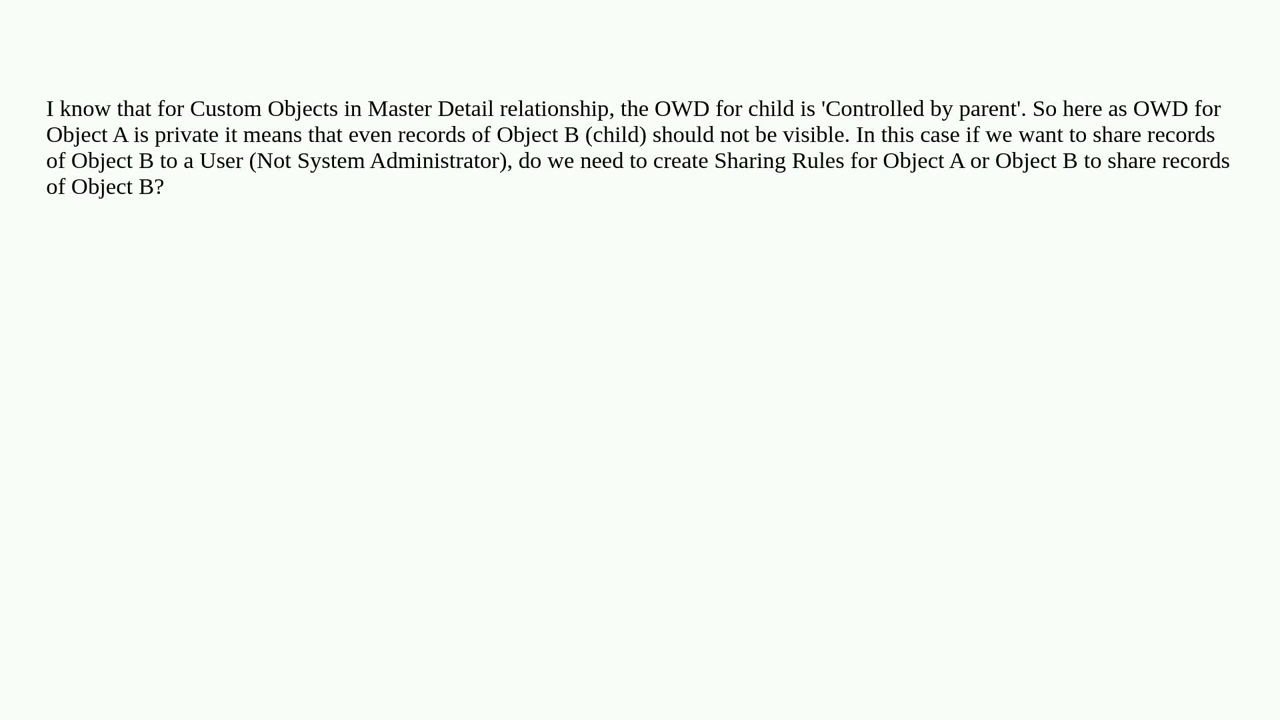 I know that for Custom Objects in Master Detail relationship, the OWD for child is 'Controlled by parent'. So here as OWD for
Object A is private it means that even records of Object B (child) should not be visible. In this case if we want to share records
of Object B to a User (Not System Administrator), do we need to create Sharing Rules for Object A or Object B to share records
of Object B?